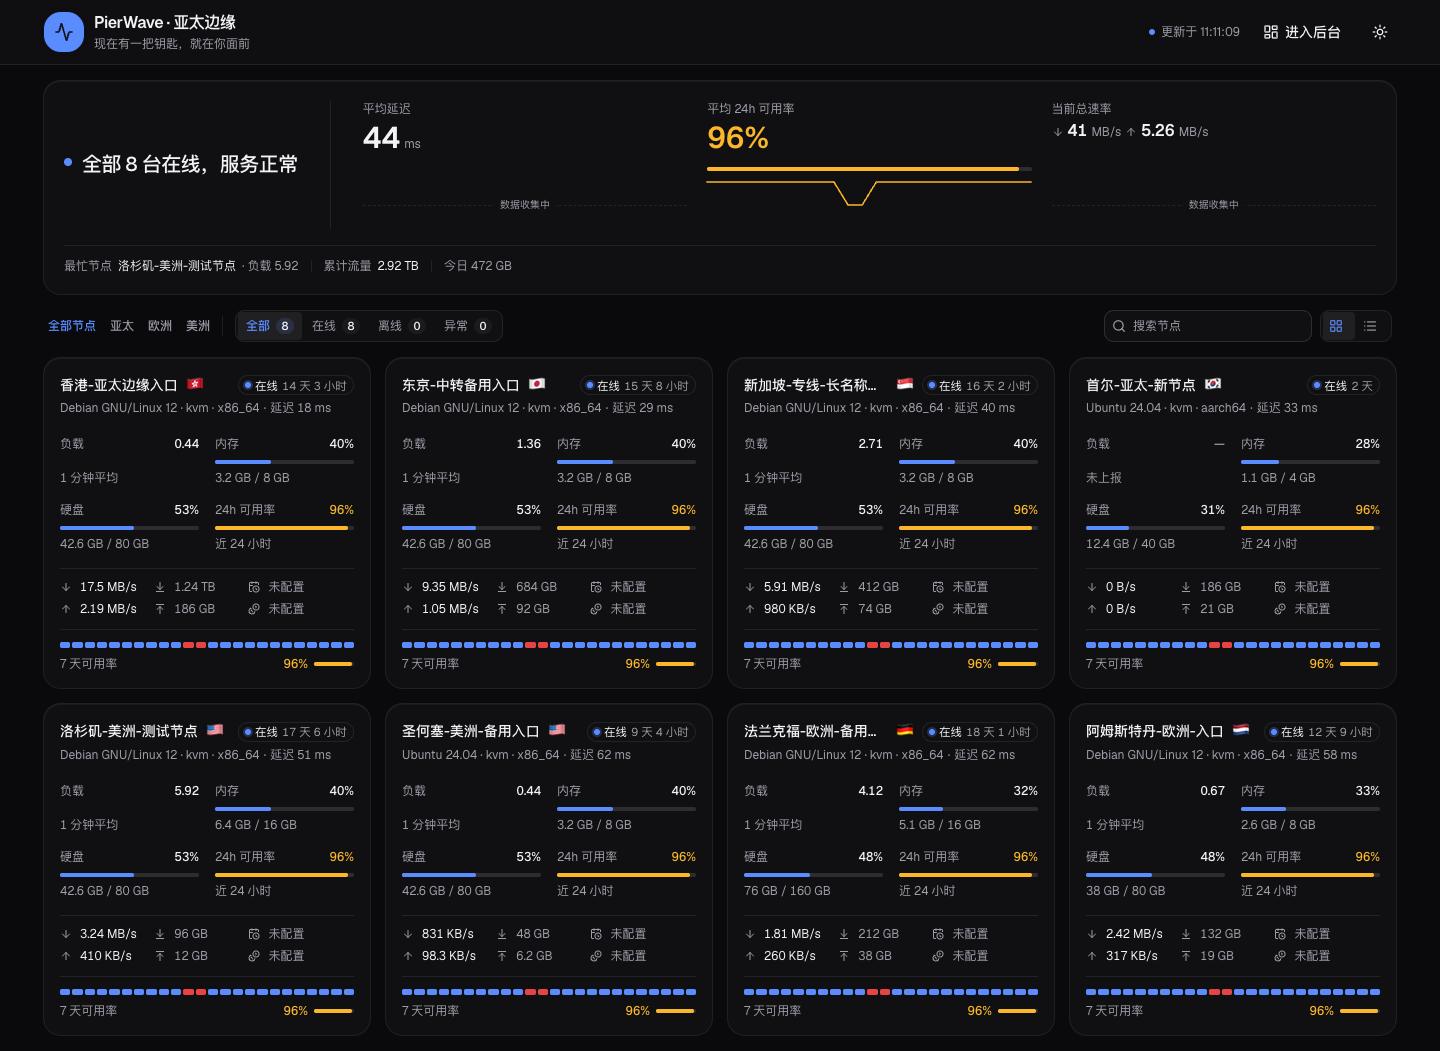 PierWave · 亚太边缘
现在有一把钥匙，就在你面前
更新于 11:11:09
进入后台
全部 8 台在线，服务正常
平均延迟
44 ms
数据收集中
平均 24h 可用率
96%
当前总速率
↓ 41 MB/s ↑ 5.26 MB/s
数据收集中
最忙节点 洛杉矶-美洲-测试节点 · 负载 5.92 累计流量 2.92 TB 今日 472 GB
全部节点 亚太 欧洲 美洲 全部 8 在线 8 离线 0 异常 0 搜索节点
香港-亚太边缘入口 在线 14 天 3 小时
Debian GNU/Linux 12 · kvm · x86_64 · 延迟 18 ms
负载 0.44 内存 40%
1 分钟平均 3.2 GB / 8 GB
硬盘 53% 24h 可用率 96%
42.6 GB / 80 GB 近 24 小时
↓ 17.5 MB/s 1.24 TB 未配置
↑ 2.19 MB/s 186 GB 未配置
7 天可用率 96%
东京-中转备用入口 在线 15 天 8 小时
Debian GNU/Linux 12 · kvm · x86_64 · 延迟 29 ms
负载 1.36 内存 40%
1 分钟平均 3.2 GB / 8 GB
硬盘 53% 24h 可用率 96%
42.6 GB / 80 GB 近 24 小时
↓ 9.35 MB/s 684 GB 未配置
↑ 1.05 MB/s 92 GB 未配置
7 天可用率 96%
新加坡-专线-长名称... 在线 16 天 2 小时
Debian GNU/Linux 12 · kvm · x86_64 · 延迟 40 ms
负载 2.71 内存 40%
1 分钟平均 3.2 GB / 8 GB
硬盘 53% 24h 可用率 96%
42.6 GB / 80 GB 近 24 小时
↓ 5.91 MB/s 412 GB 未配置
↑ 980 KB/s 74 GB 未配置
7 天可用率 96%
首尔-亚太-新节点 在线 2 天
Ubuntu 24.04 · kvm · aarch64 · 延迟 33 ms
负载 — 内存 28%
未上报 1.1 GB / 4 GB
硬盘 31% 24h 可用率 96%
12.4 GB / 40 GB 近 24 小时
↓ 0 B/s 186 GB 未配置
↑ 0 B/s 21 GB 未配置
7 天可用率 96%
洛杉矶-美洲-测试节点 在线 17 天 6 小时
Debian GNU/Linux 12 · kvm · x86_64 · 延迟 51 ms
负载 5.92 内存 40%
1 分钟平均 6.4 GB / 16 GB
硬盘 53% 24h 可用率 96%
42.6 GB / 80 GB 近 24 小时
↓ 3.24 MB/s 96 GB 未配置
↑ 410 KB/s 12 GB 未配置
7 天可用率 96%
圣何塞-美洲-备用入口 在线 9 天 4 小时
Ubuntu 24.04 · kvm · x86_64 · 延迟 62 ms
负载 0.44 内存 40%
1 分钟平均 3.2 GB / 8 GB
硬盘 53% 24h 可用率 96%
42.6 GB / 80 GB 近 24 小时
↓ 831 KB/s 48 GB 未配置
↑ 98.3 KB/s 6.2 GB 未配置
7 天可用率 96%
法兰克福-欧洲-备用... 在线 18 天 1 小时
Debian GNU/Linux 12 · kvm · x86_64 · 延迟 62 ms
负载 4.12 内存 32%
1 分钟平均 5.1 GB / 16 GB
硬盘 48% 24h 可用率 96%
76 GB / 160 GB 近 24 小时
↓ 1.81 MB/s 212 GB 未配置
↑ 260 KB/s 38 GB 未配置
7 天可用率 96%
阿姆斯特丹-欧洲-入口 在线 12 天 9 小时
Debian GNU/Linux 12 · kvm · x86_64 · 延迟 58 ms
负载 0.67 内存 33%
1 分钟平均 2.6 GB / 8 GB
硬盘 48% 24h 可用率 96%
38 GB / 80 GB 近 24 小时
↓ 2.42 MB/s 132 GB 未配置
↑ 317 KB/s 19 GB 未配置
7 天可用率 96%